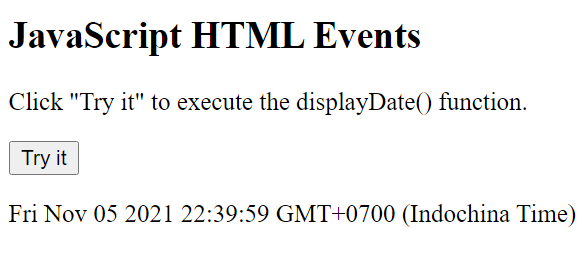 JavaScript HTML Events
Click "Try it" to execute the displayDate() function.
Try it
Fri Nov 05 2021 22:39:59 GMT+0700 (Indochina Time)